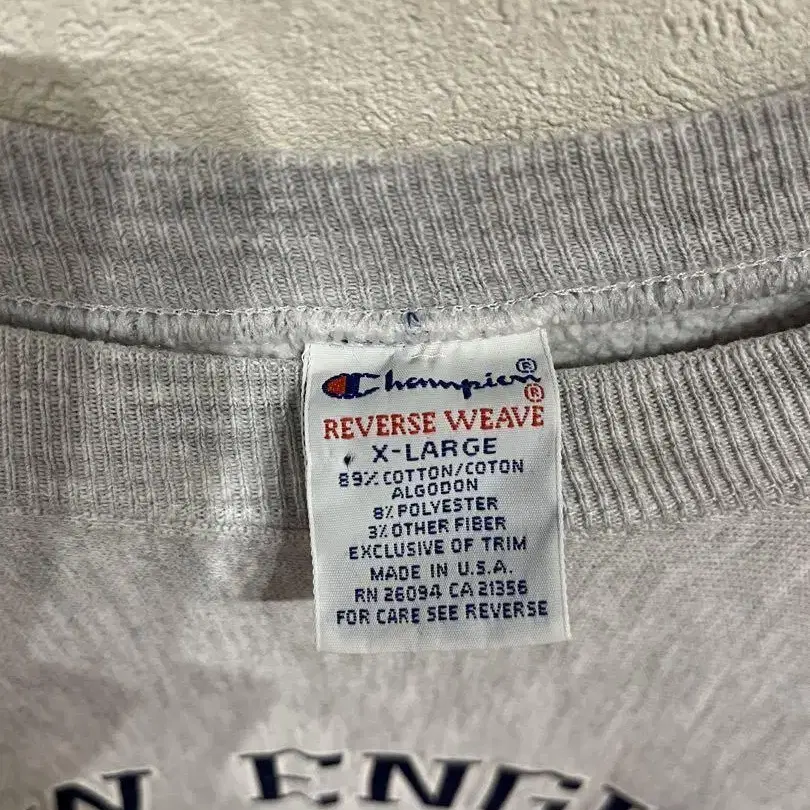 Champion®
REVERSE WEAVE®
X-LARGE
89% COTTON/COTON
ALGODON
8% POLYESTER
3% OTHER FIBER
EXCLUSIVE OF TRIM
MADE IN U.S.A.
RN 26094 CA 21356
FOR CARE SEE REVERSE